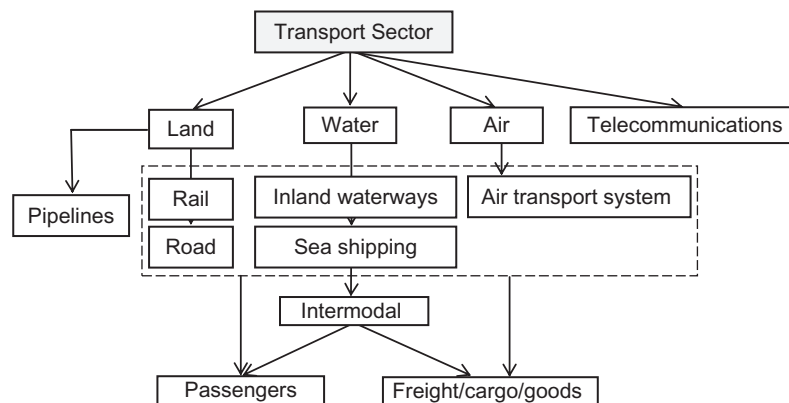 Transport Sector
Land
Water
Air
Telecommunications
Pipelines
Rail
Inland waterways
Air transport system
Road
Sea shipping
Intermodal
Passengers
Freight/cargo/goods